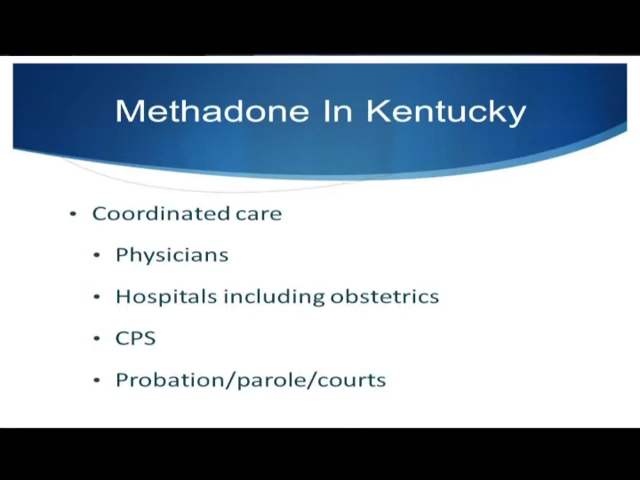 Methadone In Kentucky
• Coordinated care
• Physicians
• Hospitals including obstetrics
• CPS
• Probation/parole/courts